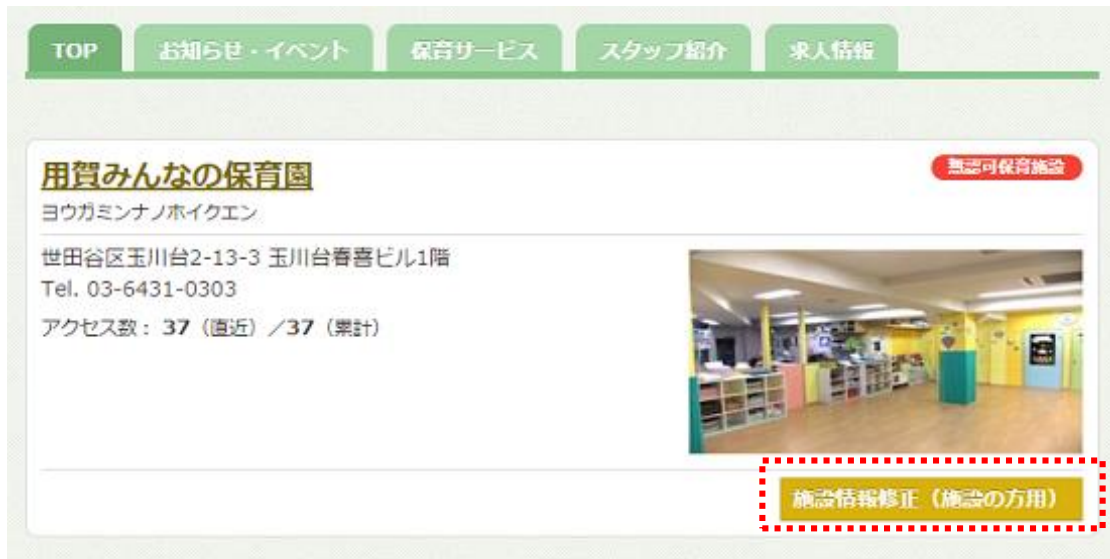 TOP
お知らせ・イベント
保育サービス
スタッフ紹介
求人情報
用賀みんなの保育園
無認可保育施設
ヨウガミンナノホイクエン
世田谷区玉川台2-13-3 玉川台春喜ビル1階
Tel. 03-6431-0303
アクセス数： 37（直近）／37（累計）
施設情報修正（施設の方用）